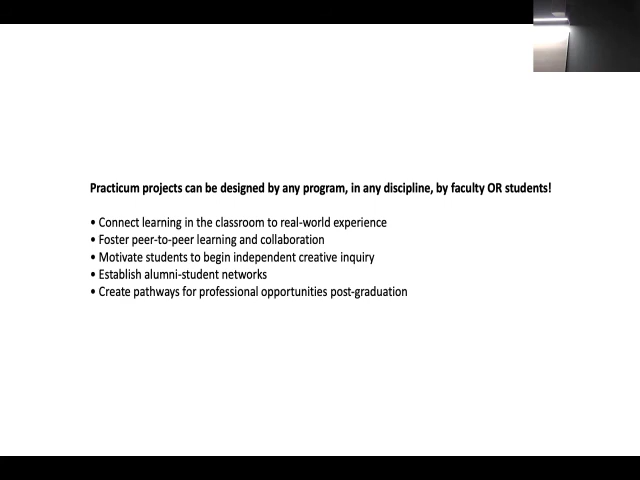 Practicum projects can be designed by any program, in any discipline, by faculty OR students!
• Connect learning in the classroom to real-world experience
• Foster peer-to-peer learning and collaboration
• Motivate students to begin independent creative inquiry
• Establish alumni-student networks
• Create pathways for professional opportunities post-graduation